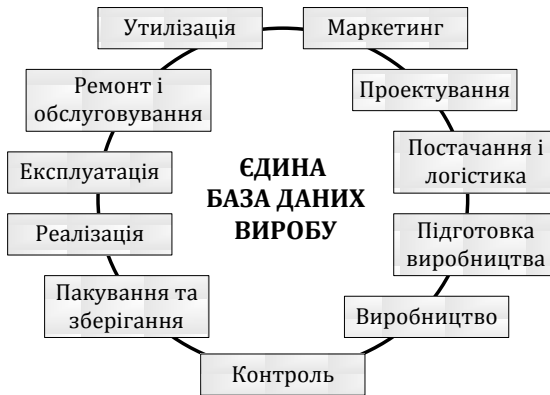 Утилізація
Маркетинг
Ремонт і
обслуговування
Проектування
Експлуатація
ЄДИНА
БАЗА ДАНИХ
ВИРОБУ
Постачання і
логістика
Реалізація
Підготовка
виробництва
Пакування та
зберігання
Виробництво
Контроль